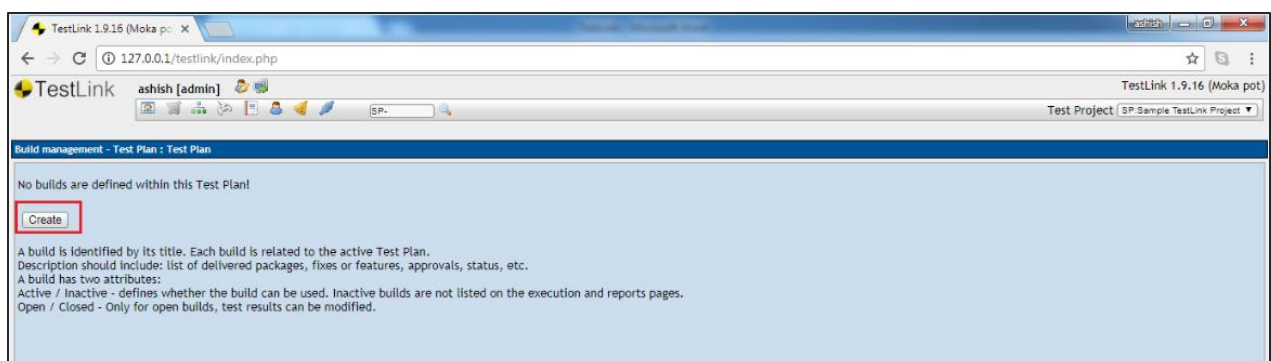 TestLink 1.9.16 (Moka po
ashish
127.0.0.1/testlink/index.php
TestLink
ashish [admin]
TestLink 1.9.16 (Moka pot)
SP-
Test Project SP:Sample TestLink Project
Build management - Test Plan : Test Plan
No builds are defined within this Test Plan!
Create
A build is identified by its title. Each build is related to the active Test Plan.
Description should include: list of delivered packages, fixes or features, approvals, status, etc.
A build has two attributes:
Active / Inactive - defines whether the build can be used. Inactive builds are not listed on the execution and reports pages.
Open / Closed - Only for open builds, test results can be modified.